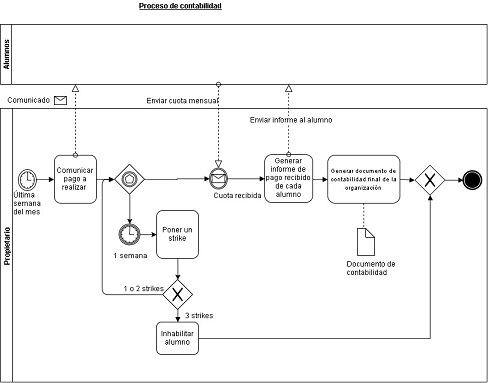 Proceso de contabilidad
Alumnos
Comunicado
Enviar cuota mensual
Enviar informe al alumno
Propietario
Última
semana
del mes
Comunicar
pago a
realizar
Cuota recibida
Generar
informe de
pago recibido
de cada
alumno
Generar documento de
contabilidad final de la
organización
1 semana
Poner un
strike
Documento de
contabilidad
1 o 2 strikes
3 strikes
Inhabilitar
alumno